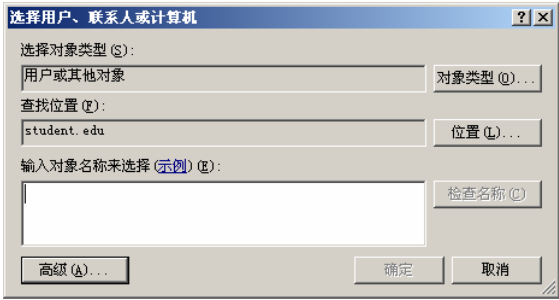 选择用户、联系人或计算机
选择对象类型(S):
用户或其他对象
对象类型(O)...
查找位置(F):
student.edu
位置(L)...
输入对象名称来选择(示例)(E):
检查名称(C)
高级(A)...
确定
取消